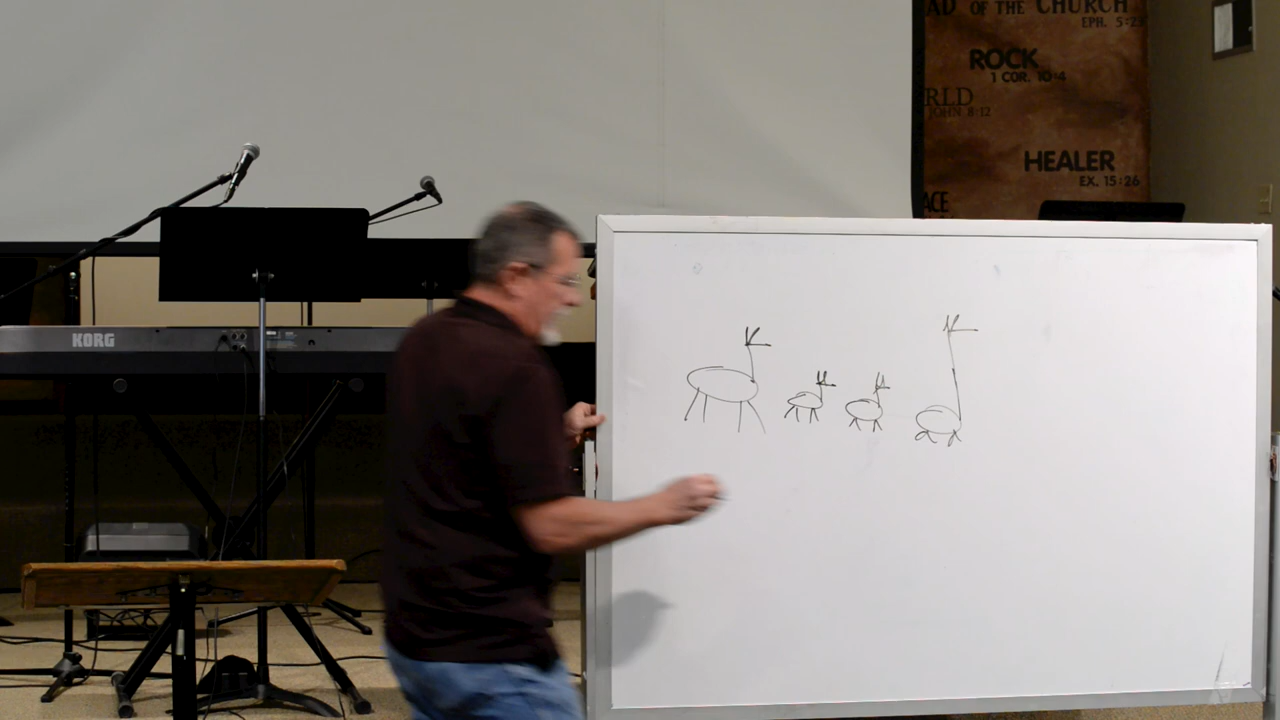 AD OF THE CHURCH
EPH. 5:23
ROCK
1 COR. 10:4
RLD
JOHN 8:12
HEALER
EX. 15:26
ACE
KORG